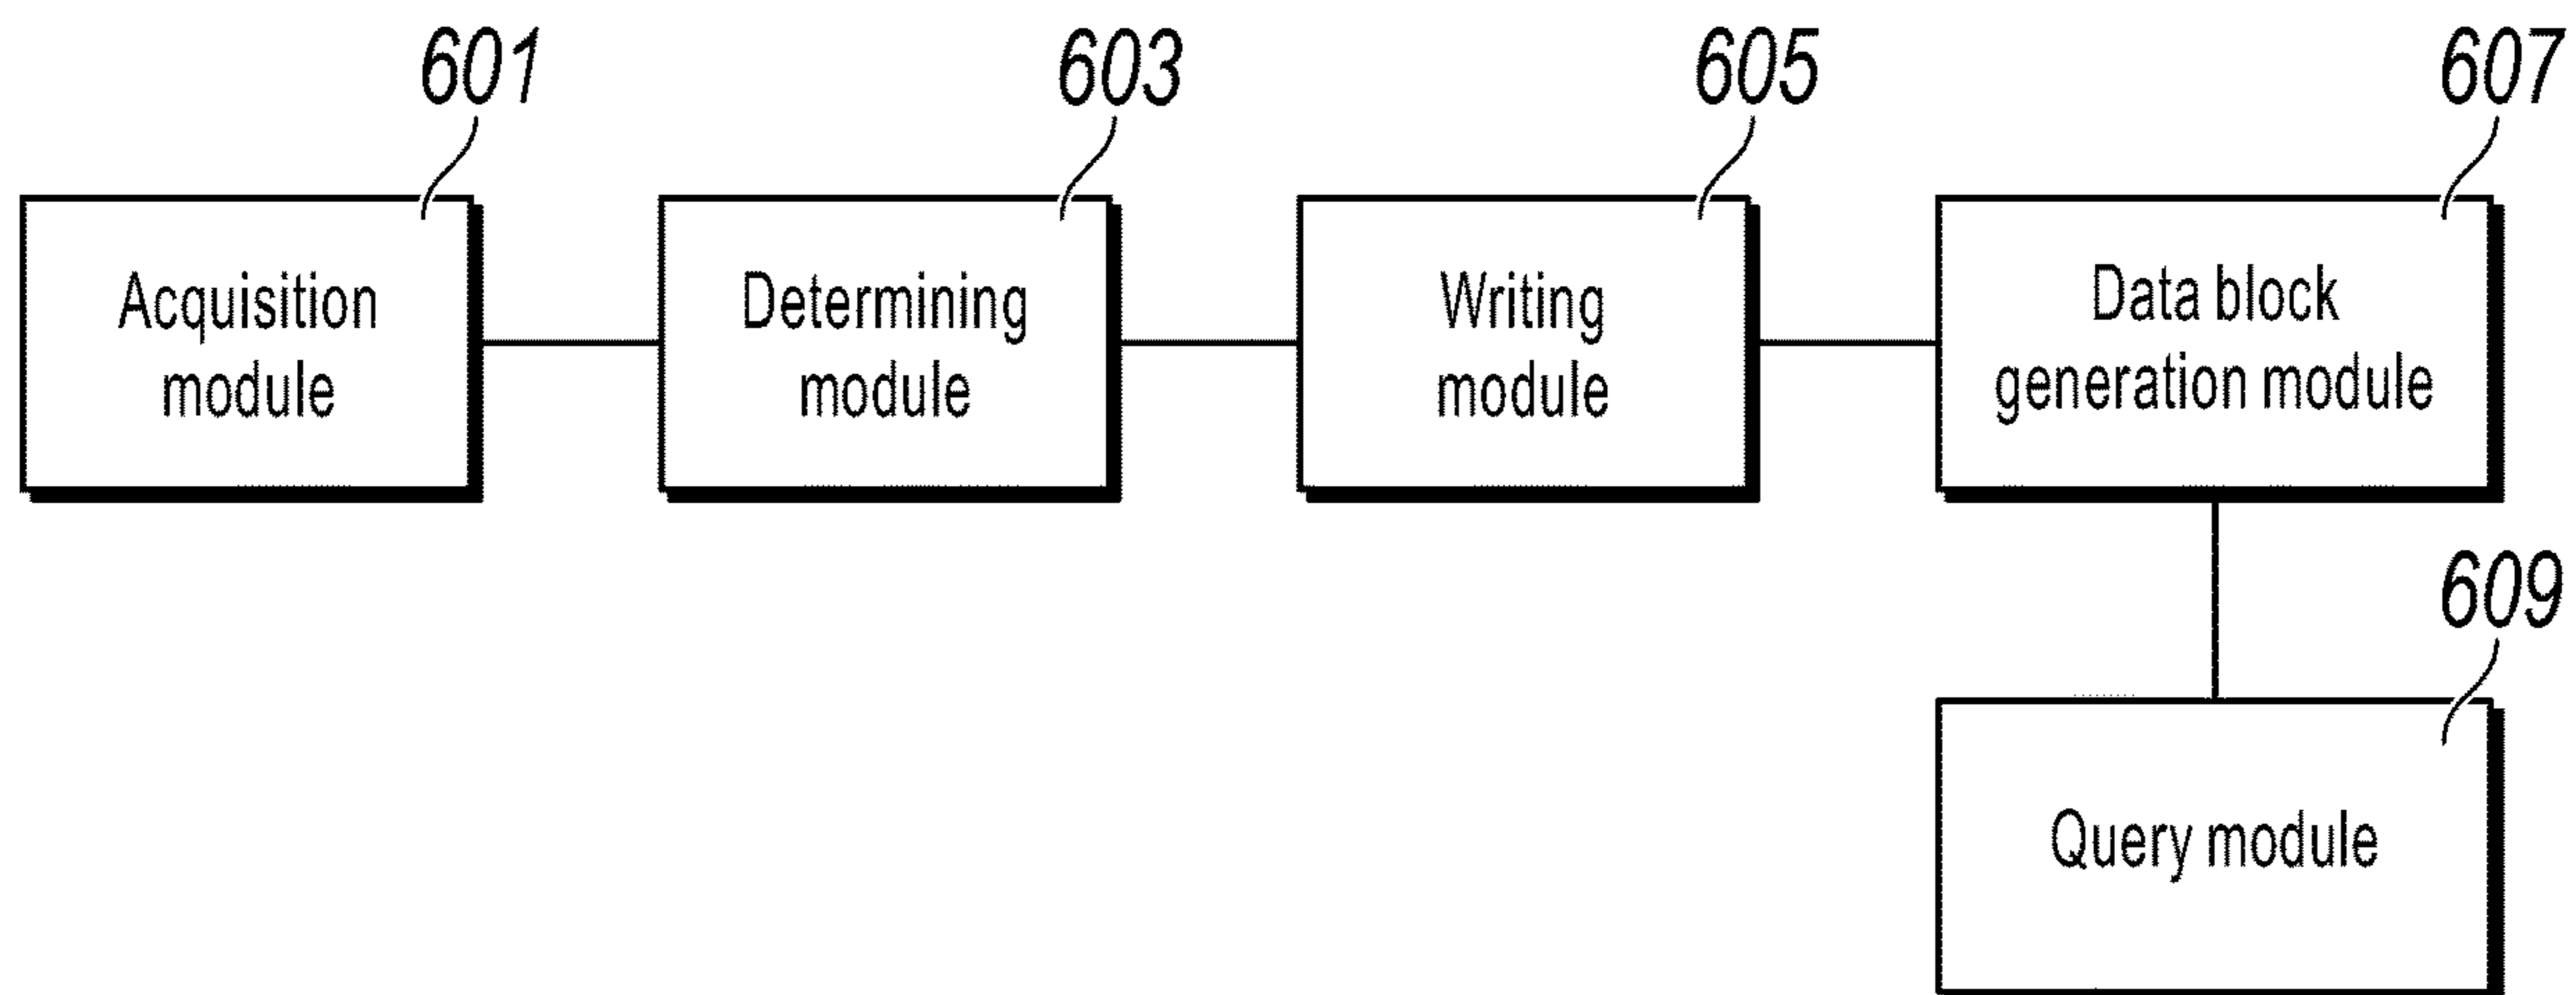 601
603
605
607
Acquisition
module
Determining
module
Writing
module
Data block
generation module
609
Query module